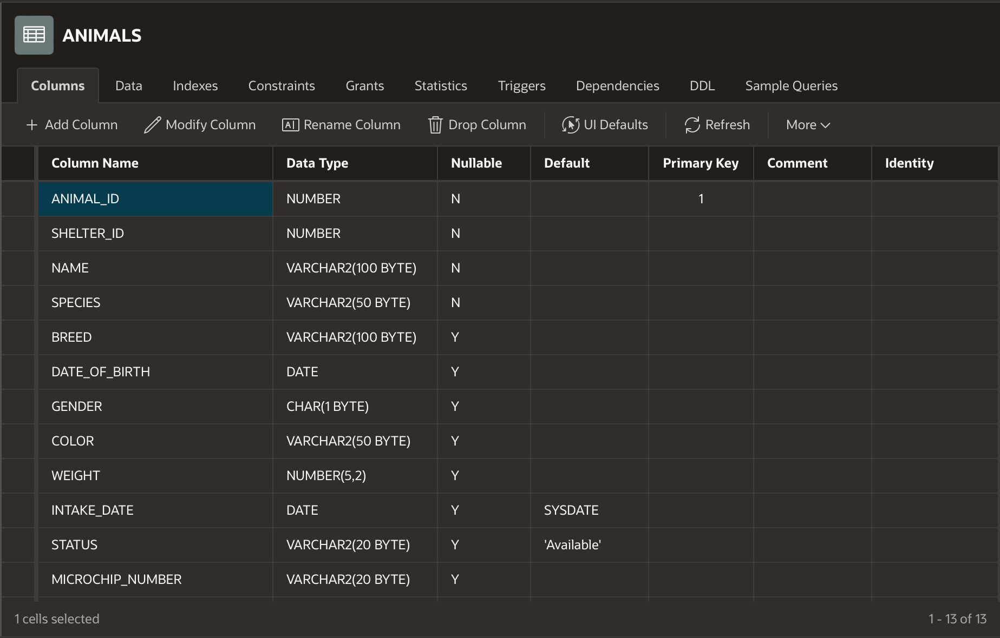 ANIMALS
Columns Data Indexes Constraints Grants Statistics Triggers Dependencies DDL Sample Queries
Add Column Modify Column Rename Column Drop Column UI Defaults Refresh More
Column Name Data Type Nullable Default Primary Key Comment Identity
ANIMAL_ID NUMBER N 1
SHELTER_ID NUMBER N
NAME VARCHAR2(100 BYTE) N
SPECIES VARCHAR2(50 BYTE) N
BREED VARCHAR2(100 BYTE) Y
DATE_OF_BIRTH DATE Y
GENDER CHAR(1 BYTE) Y
COLOR VARCHAR2(50 BYTE) Y
WEIGHT NUMBER(5,2) Y
INTAKE_DATE DATE Y SYSDATE
STATUS VARCHAR2(20 BYTE) Y 'Available'
MICROCHIP_NUMBER VARCHAR2(20 BYTE) Y
1 cells selected 1 - 13 of 13